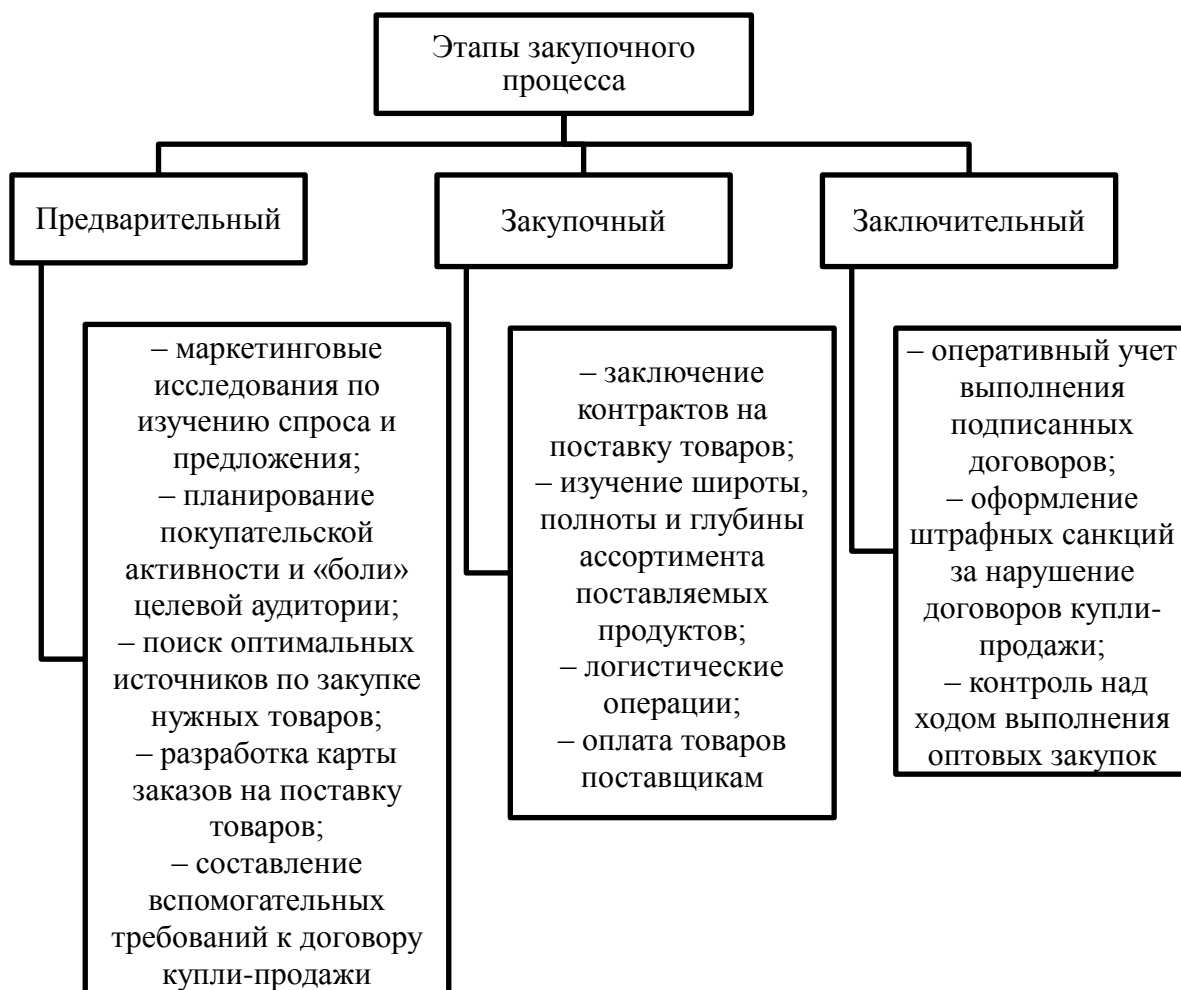 Этапы закупочного
процесса
Предварительный
Закупочный
Заключительный
– маркетинговые
исследования по
изучению спроса и
предложения;
– планирование
покупательской
активности и «боли»
целевой аудитории;
– поиск оптимальных
источников по закупке
нужных товаров;
– разработка карты
заказов на поставку
товаров;
– составление
вспомогательных
требований к договору
купли-продажи
– заключение
контрактов на
поставку товаров;
– изучение широты,
полноты и глубины
ассортимента
поставляемых
продуктов;
– логистические
операции;
– оплата товаров
поставщикам
– оперативный учет
выполнения
подписанных
договоров;
– оформление
штрафных санкций
за нарушение
договоров купли-
продажи;
– контроль над
ходом выполнения
оптовых закупок